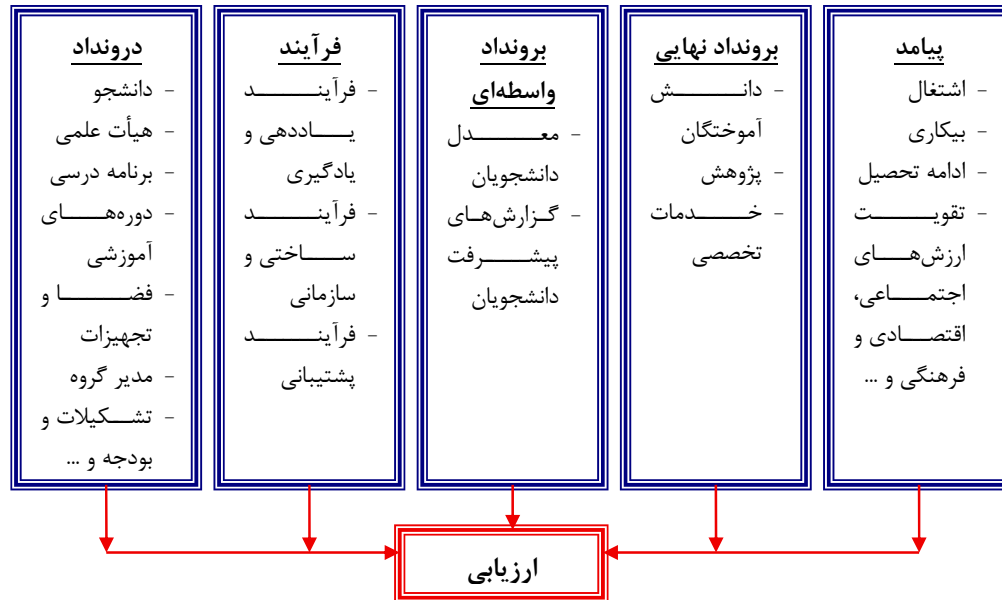 درونداد
- دانشجو
- هیأت علمی
- برنامه درسی
- دوره‌های
آموزشی
- فضا و
تجهیزات
- مدیر گروه
- تشکیلات و
بودجه و ...
فرآیند
- فرآیند
یاددهی و
یادگیری
- فرآیند
ساختی و
سازمانی
- فرآیند
پشتیبانی
برونداد
واسطه‌ای
- معدل
دانشجویان
- گزارش‌های
پیشرفت
دانشجویان
برونداد نهایی
- دانش
آموختگان
- پژوهش
- خدمات
تخصصی
پیامد
- اشتغال
- بیکاری
- ادامه تحصیل
- تقویت
ارزش‌های
اجتماعی،
اقتصادی و
فرهنگی و ...
ارزیابی